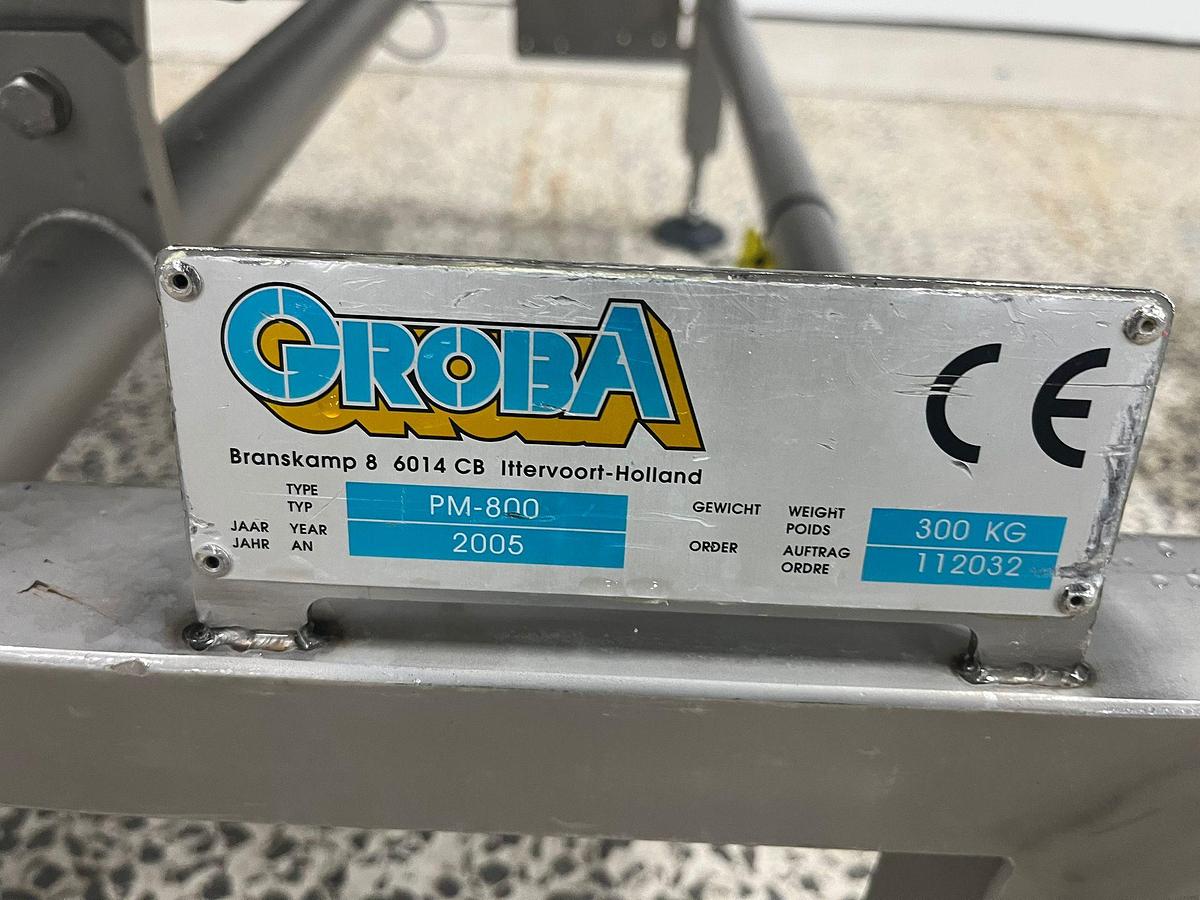 GROBA
CE
Branskamp 8 6014 CB Ittervoort-Holland
TYPE
TYP
PM-800
JAAR YEAR
JAHR AN
2005
GEWICHT
WEIGHT
POIDS
300 KG
ORDER
AUFTRAG
ORDRE
112032